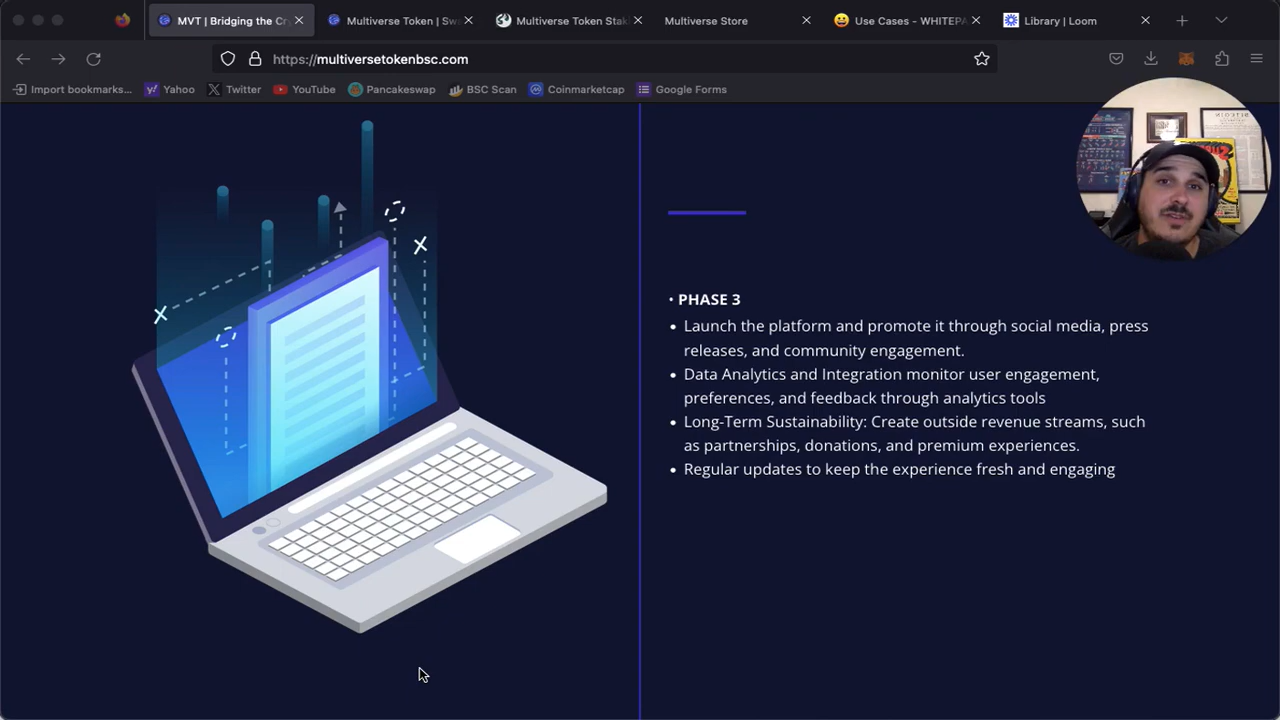 MVT | Bridging the Cr
Multiverse Token | Swa
Multiverse Token Stak
Multiverse Store
Use Cases - WHITEPA
Library | Loom
https://multiversetokenbsc.com
Import bookmarks...
Yahoo
Twitter
YouTube
Pancakeswap
BSC Scan
Coinmarketcap
Google Forms
• PHASE 3
• Launch the platform and promote it through social media, press
releases, and community engagement.
• Data Analytics and Integration monitor user engagement,
preferences, and feedback through analytics tools
• Long-Term Sustainability: Create outside revenue streams, such
as partnerships, donations, and premium experiences.
• Regular updates to keep the experience fresh and engaging